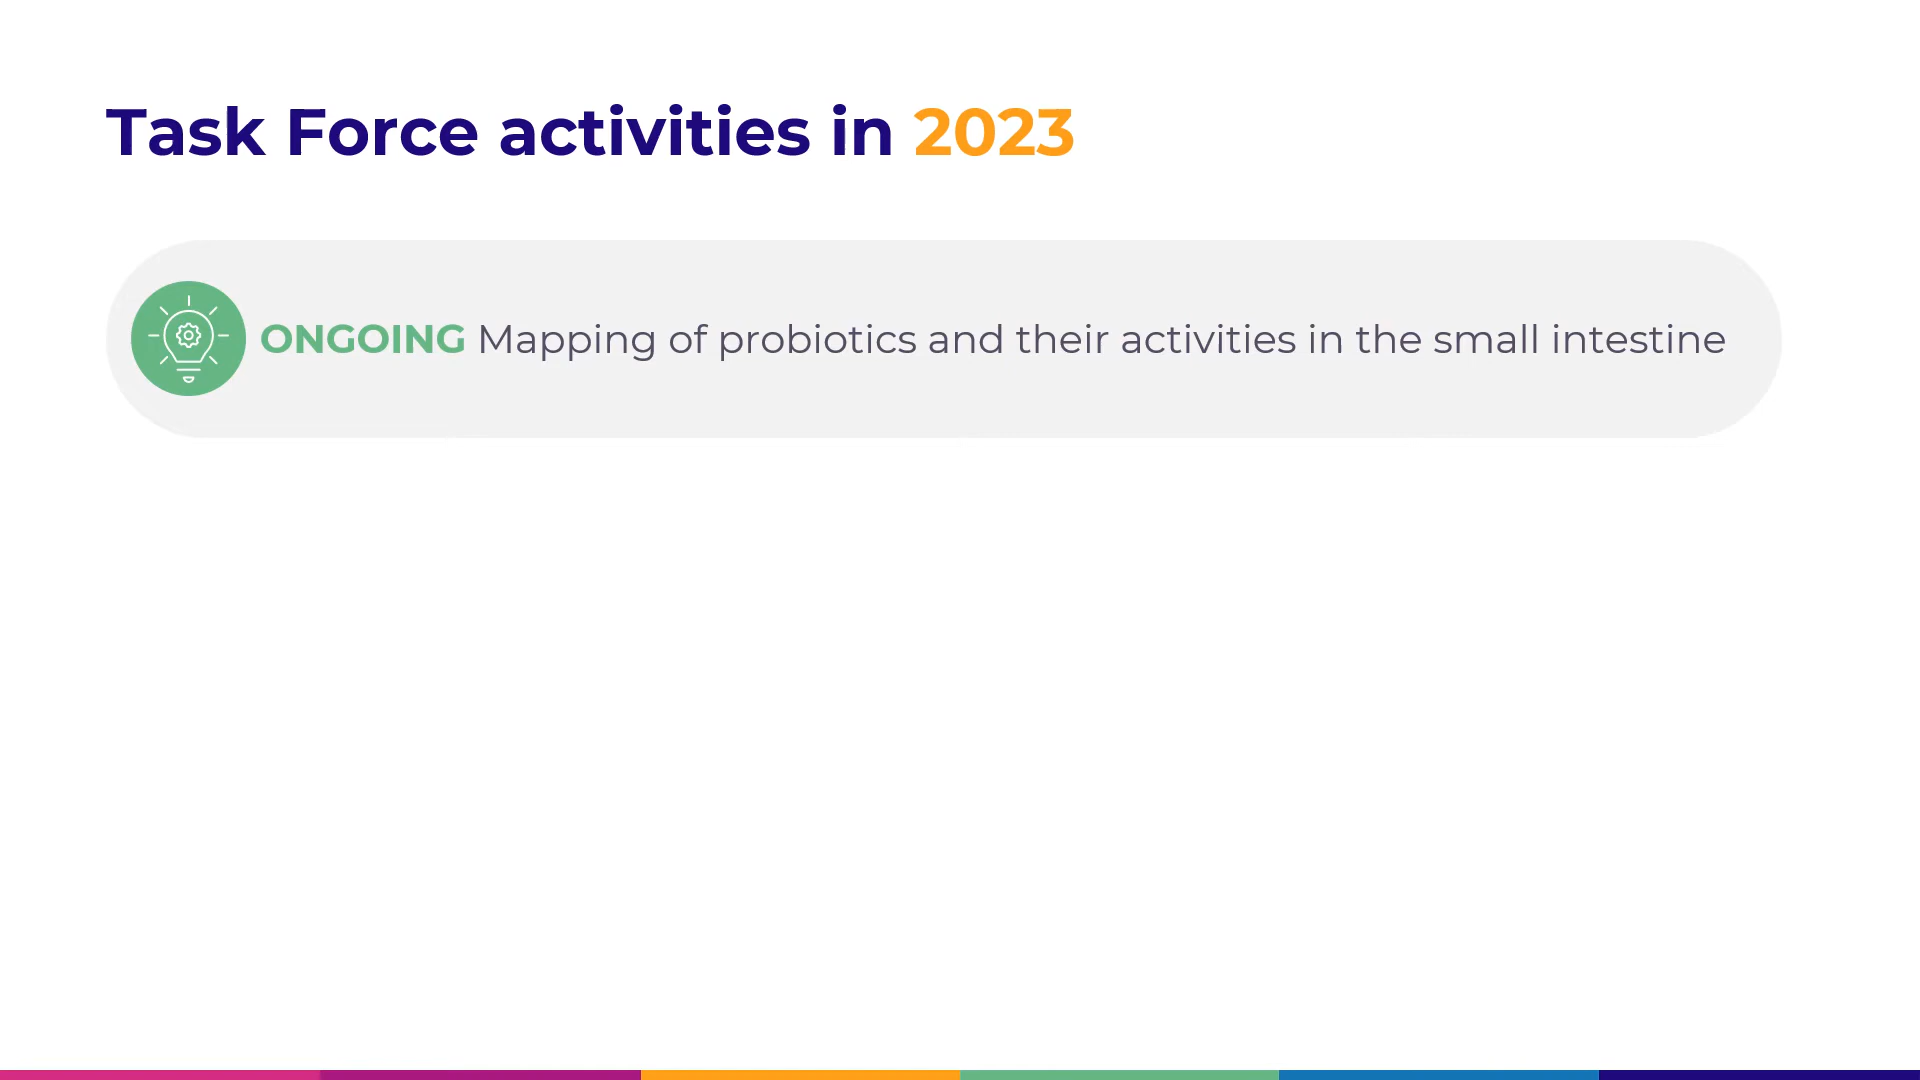 Task Force activities in 2023
ONGOING Mapping of probiotics and their activities in the small intestine